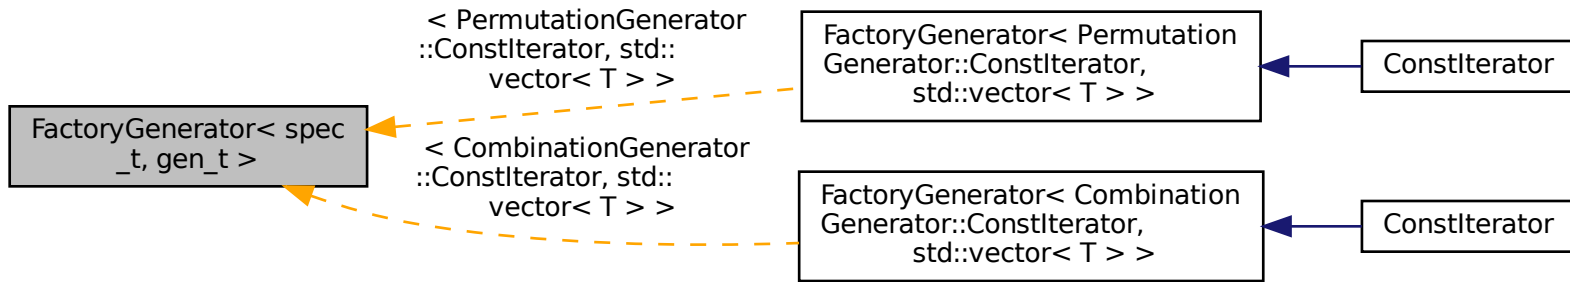 FactoryGenerator< spec
_t, gen_t >
< PermutationGenerator
::ConstIterator, std::
vector< T > >
< CombinationGenerator
::ConstIterator, std::
vector< T > >
FactoryGenerator< Permutation
Generator::ConstIterator,
std::vector< T > >
ConstIterator
FactoryGenerator< Combination
Generator::ConstIterator,
std::vector< T > >
ConstIterator